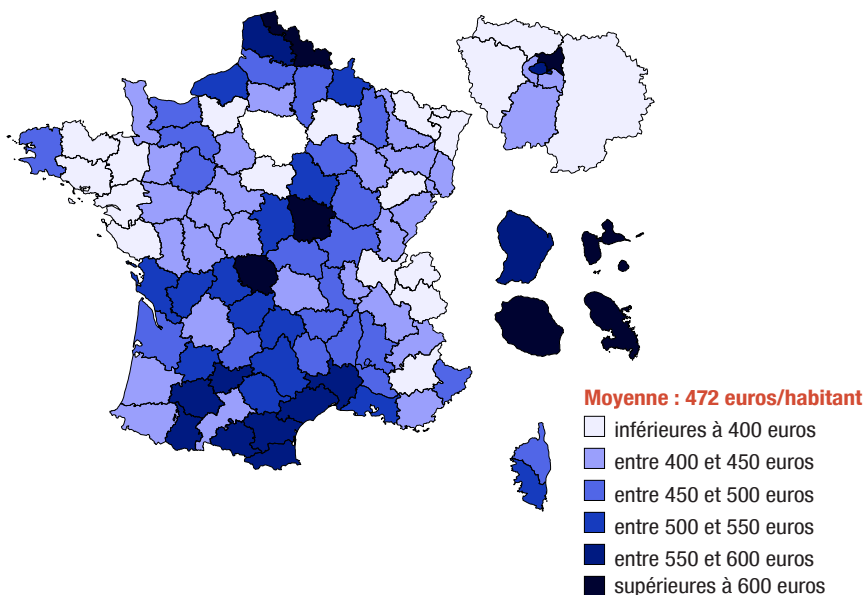 Moyenne : 472 euros/habitant
inférieures à 400 euros
entre 400 et 450 euros
entre 450 et 500 euros
entre 500 et 550 euros
entre 550 et 600 euros
supérieures à 600 euros